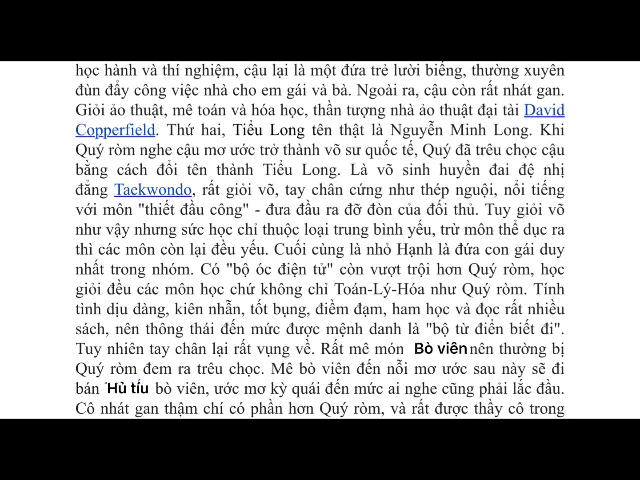 học hành và thí nghiệm, cậu lại là một đứa trẻ lười biếng, thường xuyên
đùn đẩy công việc nhà cho em gái và bà. Ngoài ra, cậu còn rất nhát gan.
Giỏi ảo thuật, mê toán và hóa học, thần tượng nhà ảo thuật đại tài David
Copperfield. Thứ hai, Tiểu Long tên thật là Nguyễn Minh Long. Khi
Quý ròm nghe cậu mơ ước trở thành võ sư quốc tế, Quý đã trêu chọc cậu
bằng cách đổi tên thành Tiểu Long. Là võ sinh huyền đai đệ nhị
đẳng Taekwondo, rất giỏi võ, tay chân cứng như thép nguội, nổi tiếng
với môn "thiết đầu công" - đưa đầu ra đỡ đòn của đối thủ. Tuy giỏi võ
như vậy nhưng sức học chỉ thuộc loại trung bình yếu, trừ môn thể dục ra
thì các môn còn lại đều yếu. Cuối cùng là nhỏ Hạnh là đứa con gái duy
nhất trong nhóm. Có "bộ óc điện tử" còn vượt trội hơn Quý ròm, học
giỏi đều các môn học chứ không chỉ Toán-Lý-Hóa như Quý ròm. Tính
tình dịu dàng, kiên nhẫn, tốt bụng, điềm đạm, ham học và đọc rất nhiều
sách, nên thông thái đến mức được mệnh danh là "bộ từ điển biết đi".
Tuy nhiên tay chân lại rất vụng về. Rất mê món Bò viên nên thường bị
Quý ròm đem ra trêu chọc. Mê bò viên đến nỗi mơ ước sau này sẽ đi
bán Hủ tíu bò viên, ước mơ kỳ quái đến mức ai nghe cũng phải lắc đầu.
Cô nhát gan thậm chí có phần hơn Quý ròm, và rất được thầy cô trong